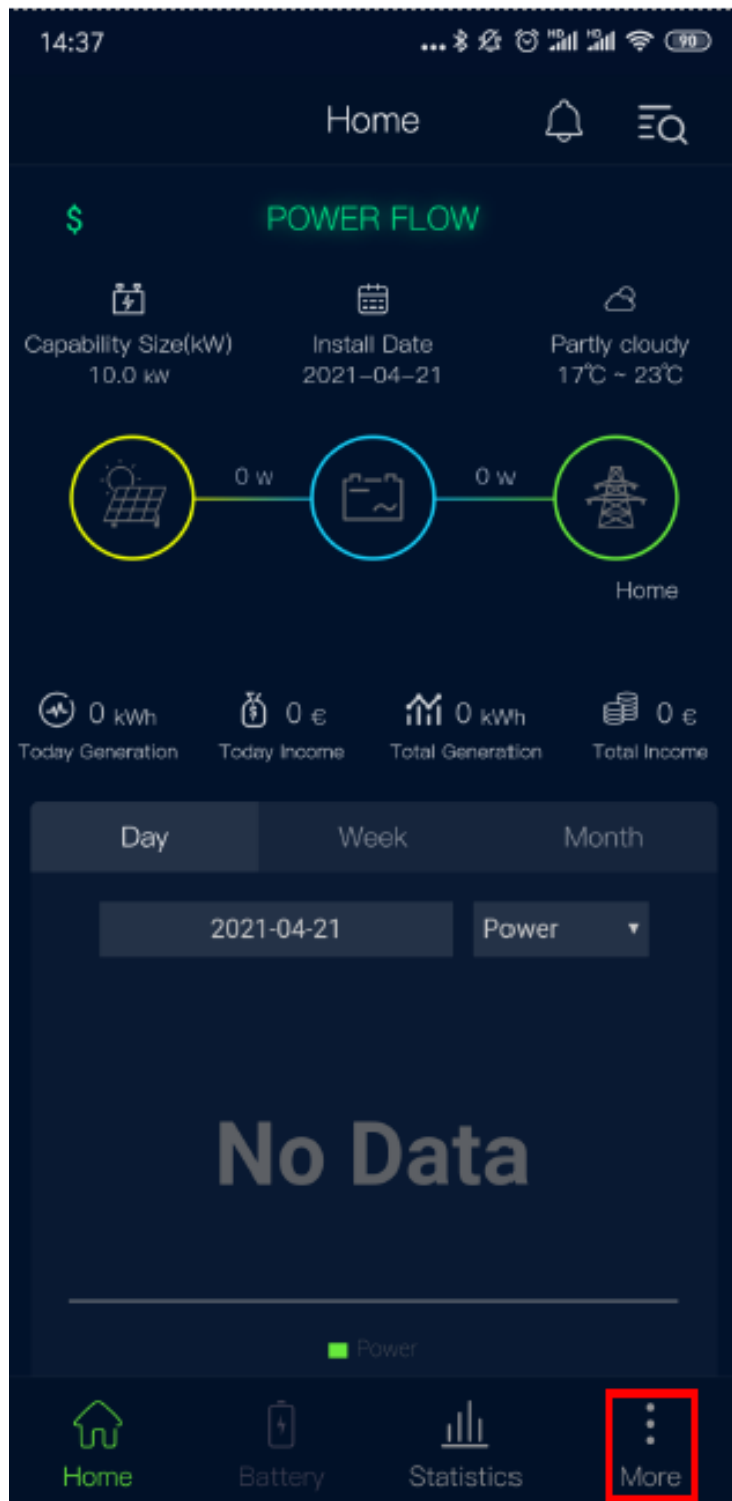 14:37
90
Home
$ POWER FLOW
Capability Size(kW) Install Date Partly cloudy
10.0 kW 2021-04-21 17℃ ~ 23℃
0 W 0 W
Home
0 kWh 0 € 0 kWh 0 €
Today Generation Today Income Total Generation Total Income
Day Week Month
2021-04-21 Power
No Data
Power
Home Battery Statistics More